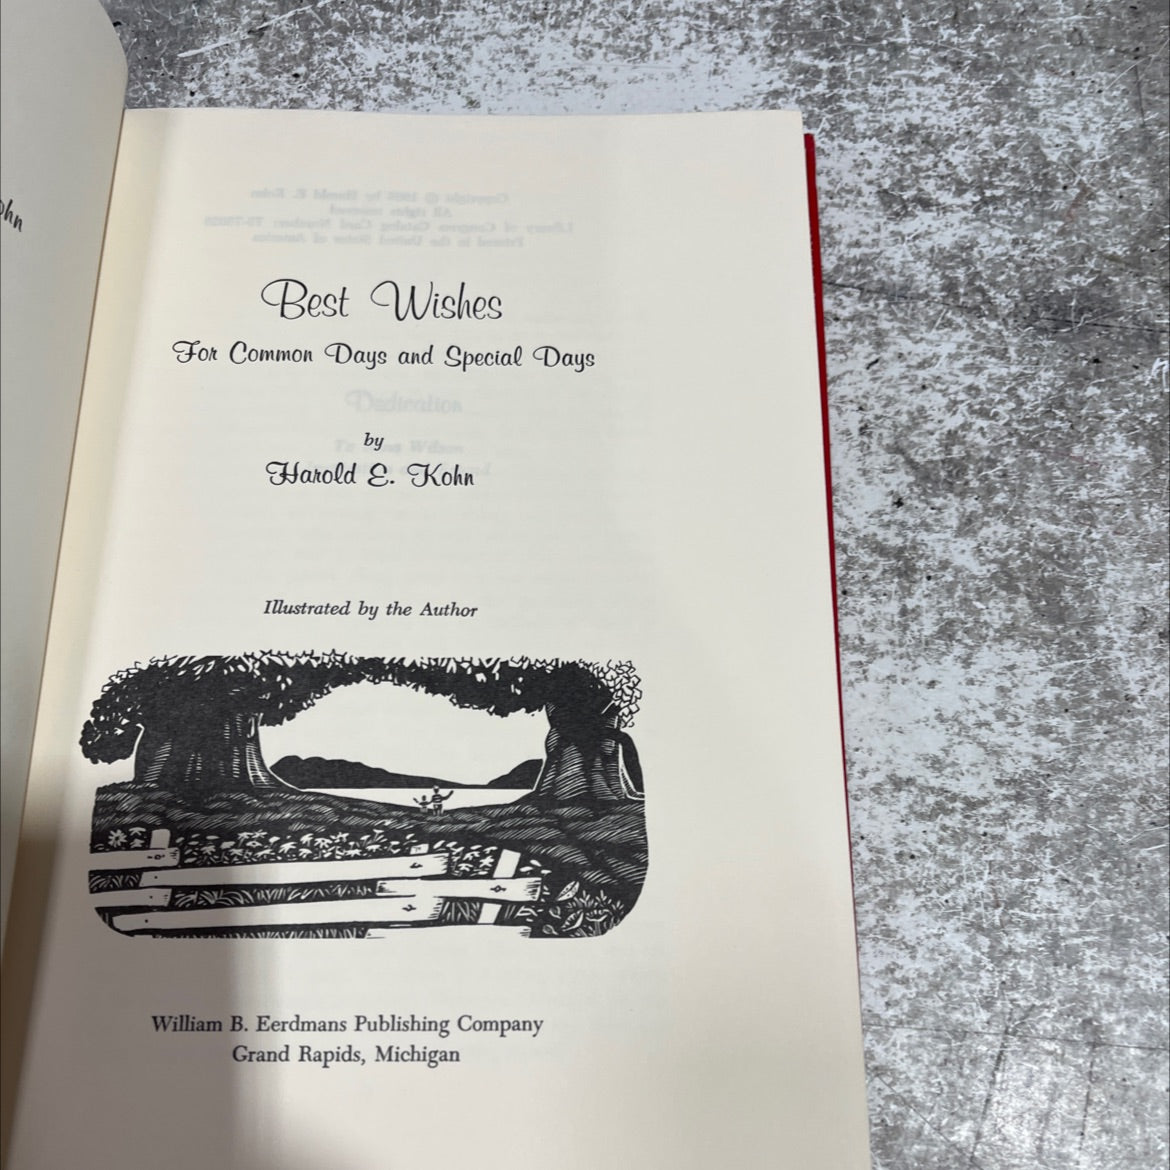 Best Wishes
For Common Days and Special Days
by
Harold E. Kohn
Illustrated by the Author
William B. Eerdmans Publishing Company
Grand Rapids, Michigan